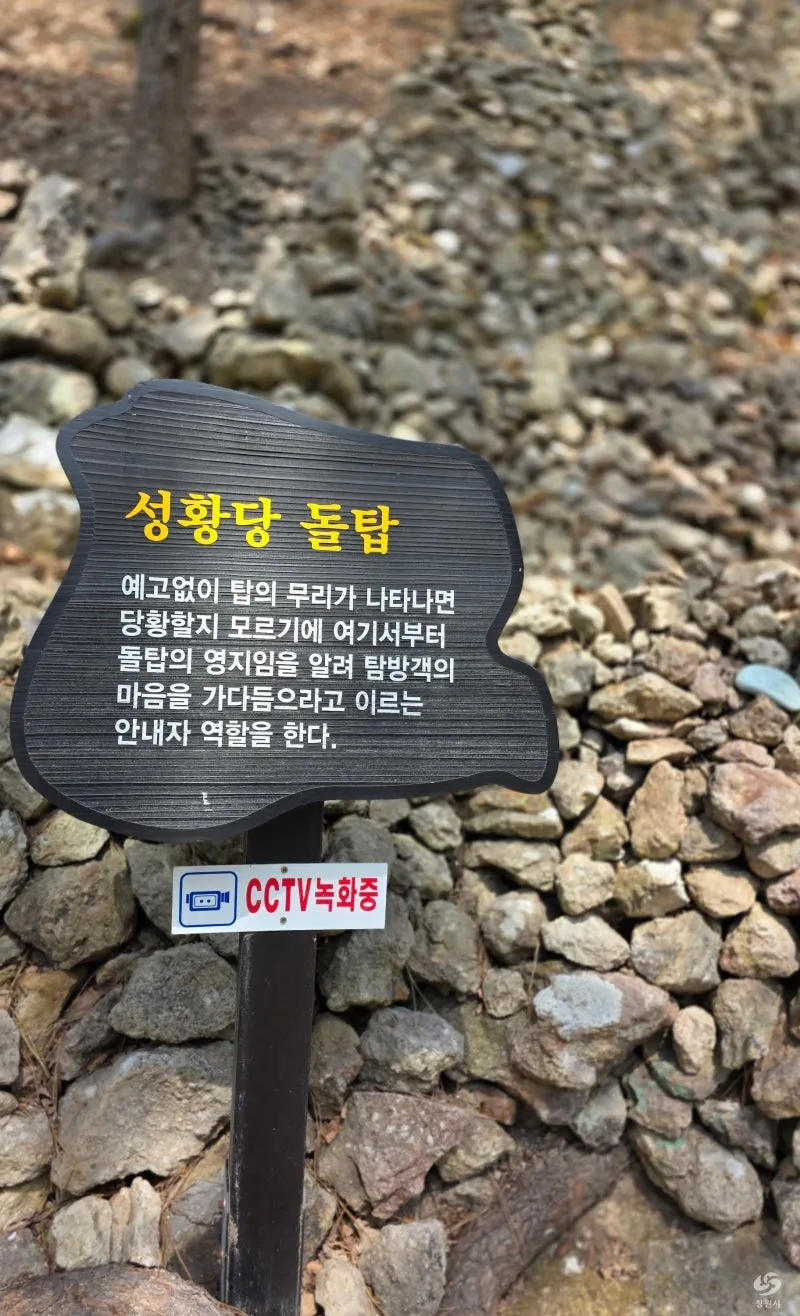 성황당 돌탑
예고없이 탑의 무리가 나타나면
당황할지 모르기에 여기서부터
돌탑의 영지임을 알려 탐방객의
마음을 가다듬으라고 이르는
안내자 역할을 한다.
CCTV녹화중
창원시